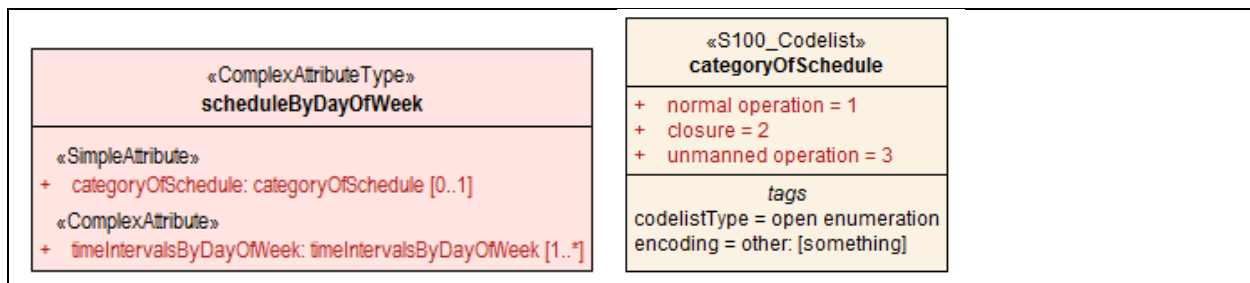 «ComplexAttributeType»
scheduleByDayOfWeek
«SimpleAttribute»
+ categoryOfSchedule: categoryOfSchedule [0..1]
«ComplexAttribute»
+ timeIntervalsByDayOfWeek: timeIntervalsByDayOfWeek [1..*]
«S100_Codelist»
categoryOfSchedule
+ normal operation = 1
+ closure = 2
+ unmanned operation = 3
tags
codelistType = open enumeration
encoding = other: [something]